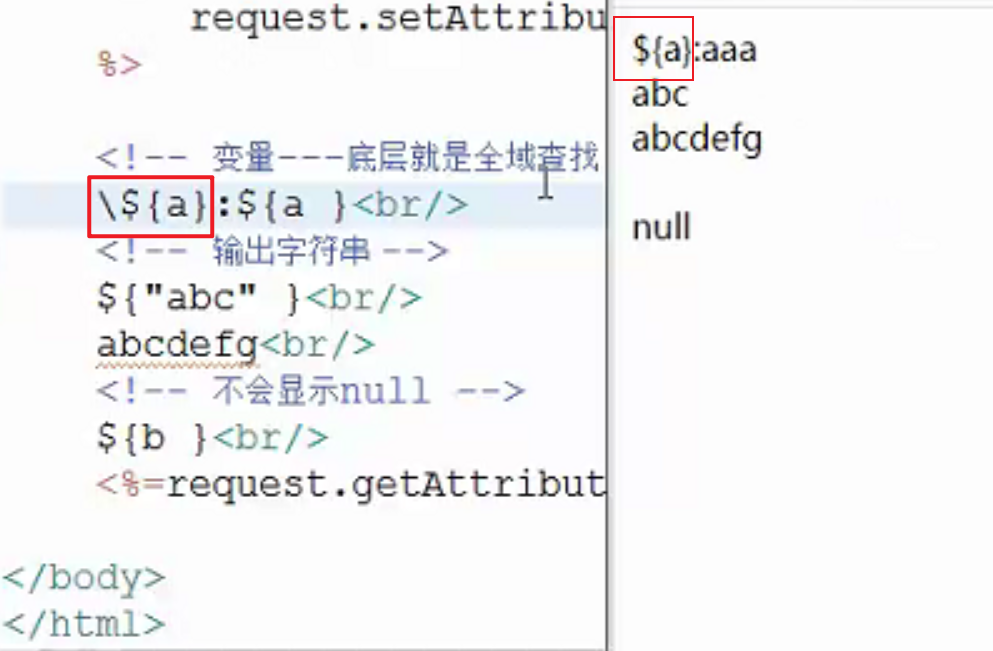 request.setAttribu
%>
<!-- 变量---底层就是全域查找
\${a}:${a }<br/>
<!-- 输出字符串 -->
${"abc" }<br/>
abcdefg<br/>
<!-- 不会显示null -->
${b }<br/>
<%=request.getAttribut
</body>
</html>
${a}:aaa
abc
abcdefg
null